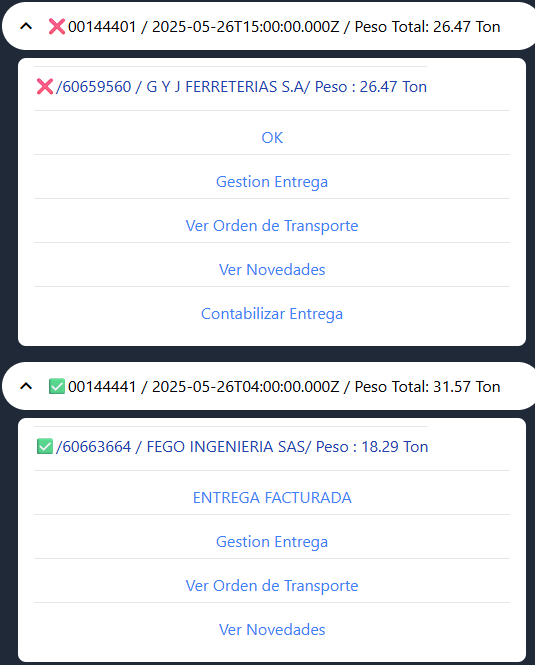 ❌00144401 / 2025-05-26T15:00:00.000Z / Peso Total: 26.47 Ton
❌/60659560 / G Y J FERRETERIAS S.A/ Peso : 26.47 Ton
OK
Gestion Entrega
Ver Orden de Transporte
Ver Novedades
Contabilizar Entrega
✅00144441 / 2025-05-26T04:00:00.000Z / Peso Total: 31.57 Ton
✅/60663664 / FEGO INGENIERIA SAS/ Peso : 18.29 Ton
ENTREGA FACTURADA
Gestion Entrega
Ver Orden de Transporte
Ver Novedades